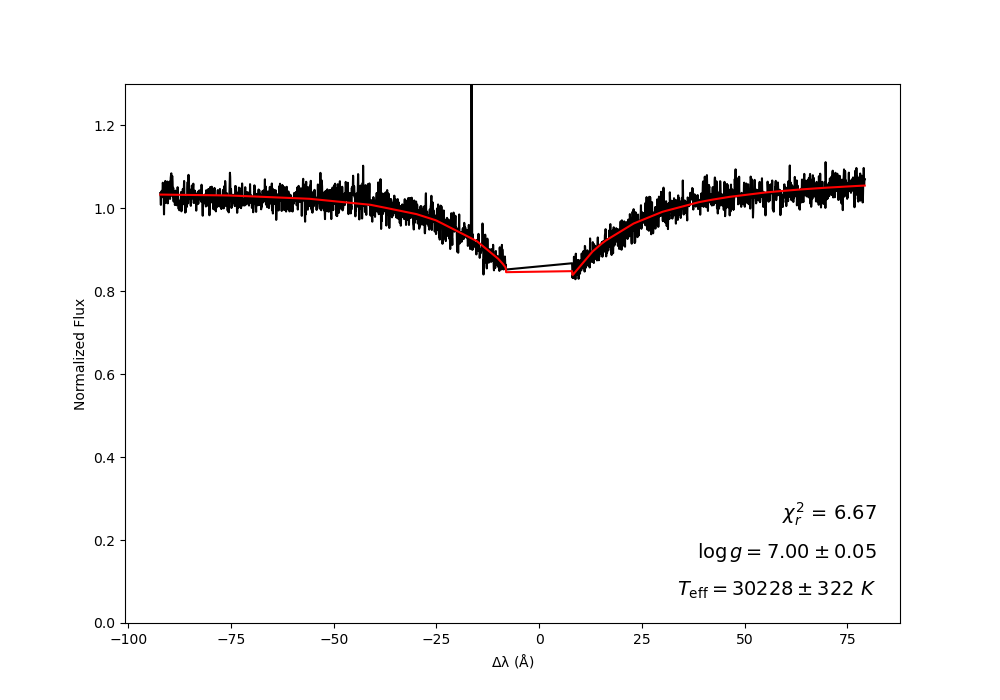 1.2
1.0
0.8
0.6
0.4
0.2
0.0
Normalized Flux
χ²ᵣ = 6.67
log g = 7.00 ± 0.05
T_eff = 30228 ± 322 K
−100 −75 −50 −25 0 25 50 75
Δλ (Å)